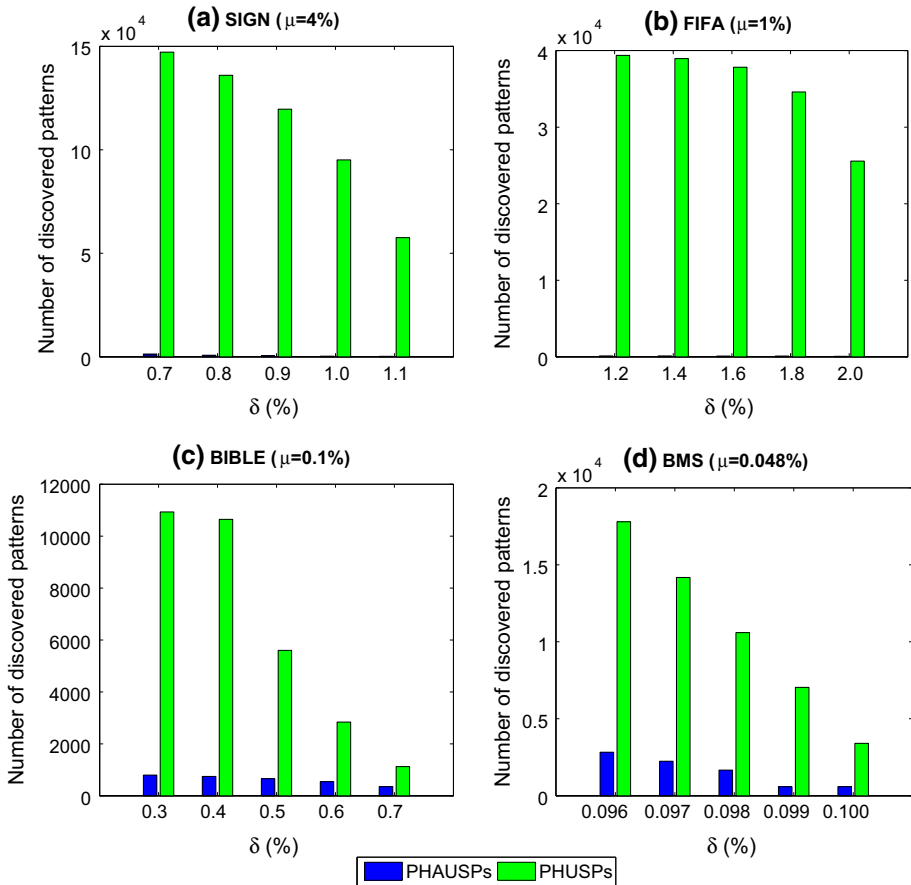 (a) SIGN ( μ=4%)
x 10^4
Number of discovered patterns
15
10
5
0
0.7 0.8 0.9 1.0 1.1
δ (%)
(b) FIFA ( μ=1%)
x 10^4
Number of discovered patterns
4
3
2
1
0
1.2 1.4 1.6 1.8 2.0
δ (%)
(c) BIBLE ( μ=0.1%)
Number of discovered patterns
12000
10000
8000
6000
4000
2000
0
0.3 0.4 0.5 0.6 0.7
δ (%)
(d) BMS ( μ=0.048%)
x 10^4
Number of discovered patterns
2
1.5
1
0.5
0
0.096 0.097 0.098 0.099 0.100
δ (%)
PHAUSPs PHUSPs